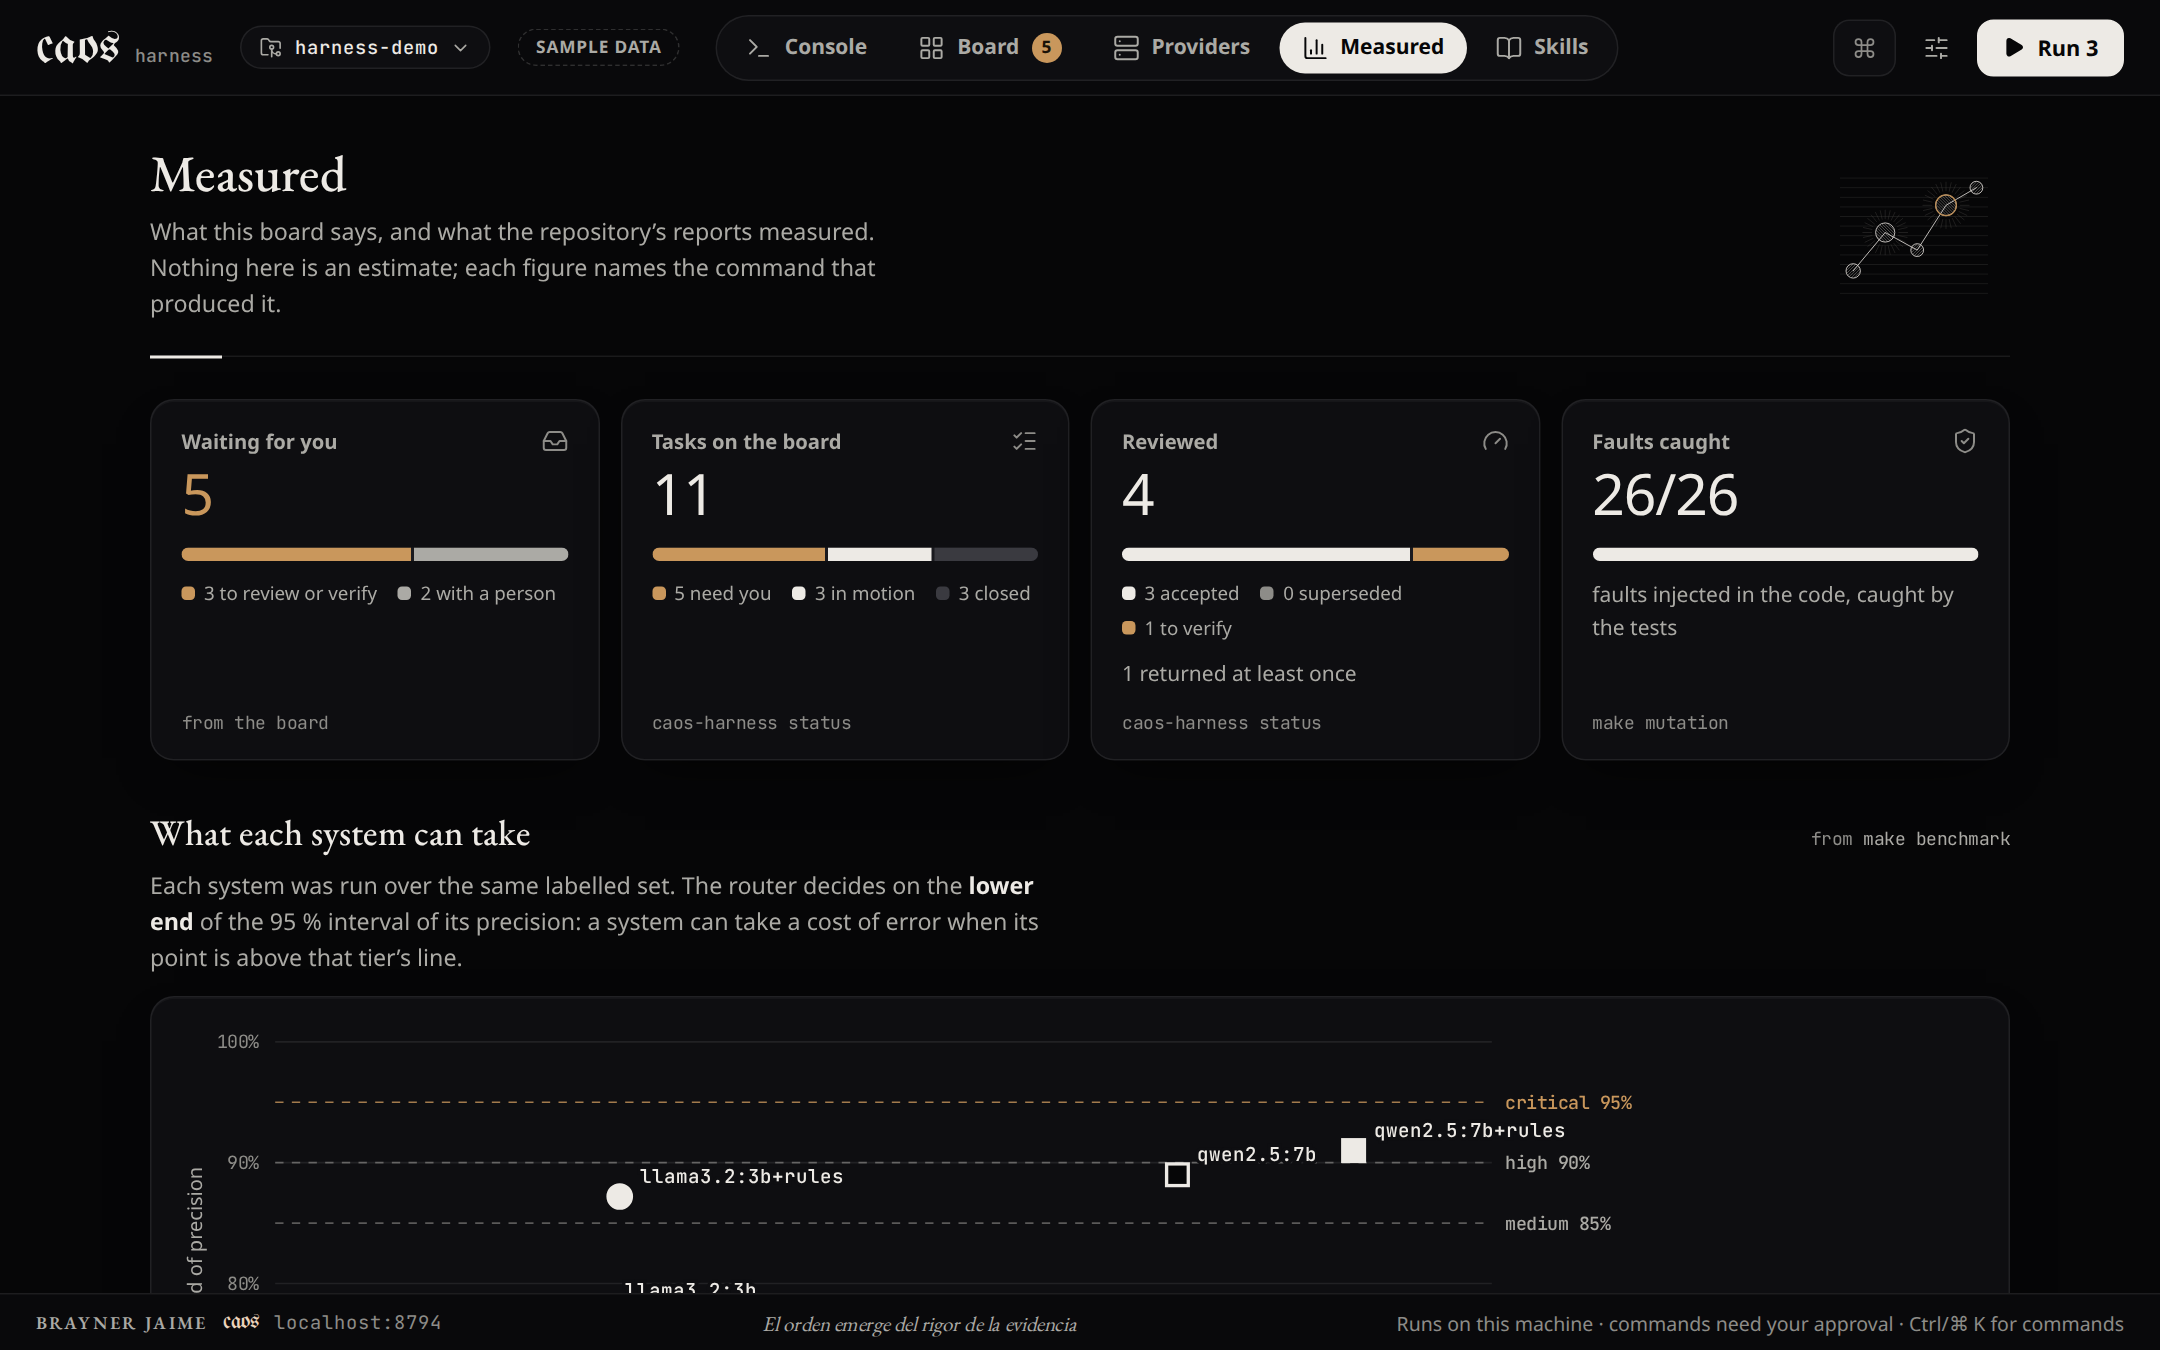 caos harness
harness-demo
SAMPLE DATA
Console
Board 5
Providers
Measured
Skills
Run 3
Measured
What this board says, and what the repository’s reports measured.
Nothing here is an estimate; each figure names the command that
produced it.
Waiting for you
5
3 to review or verify
2 with a person
from the board
Tasks on the board
11
5 need you
3 in motion
3 closed
caos-harness status
Reviewed
4
3 accepted
0 superseded
1 to verify
1 returned at least once
caos-harness status
Faults caught
26/26
faults injected in the code, caught by
the tests
make mutation
What each system can take
from make benchmark
Each system was run over the same labelled set. The router decides on the lower
end of the 95 % interval of its precision: a system can take a cost of error when its
point is above that tier’s line.
100%
critical 95%
qwen2.5:7b+rules
qwen2.5:7b
90%
high 90%
llama3.2:3b+rules
medium 85%
d of precision
80%
llama3.2:3b
BRAYNER JAIME caos localhost:8794
El orden emerge del rigor de la evidencia
Runs on this machine · commands need your approval · Ctrl/⌘ K for commands